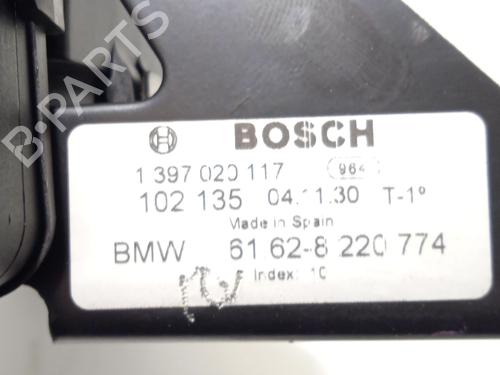 B-PARTS
BOSCH
1 397 020 117 964
102 135 04.11.30 T-1º
Made in Spain
BMW 61 62-8 220 774
Index: 10